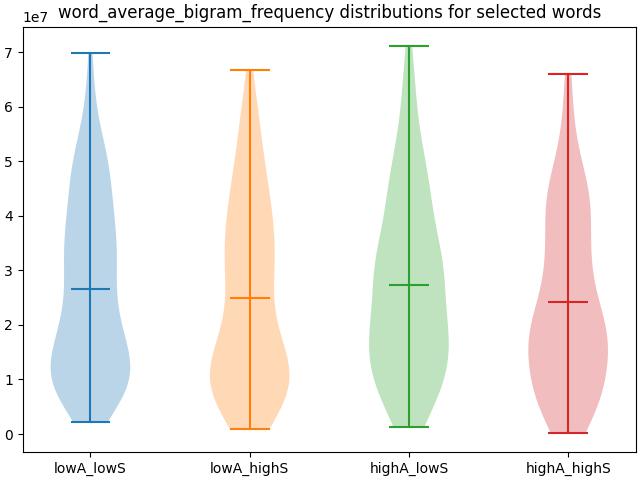 word_average_bigram_frequency distributions for selected words
1e7
7
6
5
4
3
2
1
0
lowA_lowS lowA_highS highA_lowS highA_highS